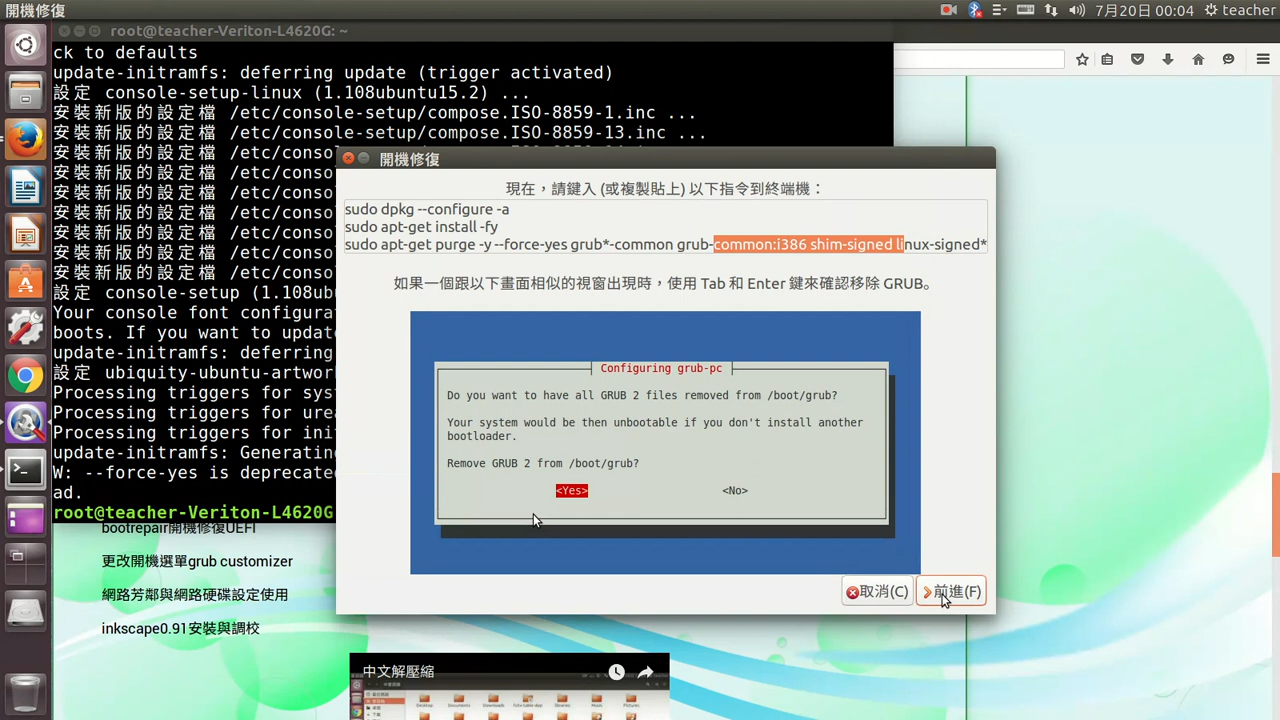 開機修復
7月20日 00:04
teacher
root@teacher-Veriton-L4620G: ~
ck to defaults
update-initramfs: deferring update (trigger activated)
設定 console-setup-linux (1.108ubuntu15.2) ...
安裝新版的設定檔 /etc/console-setup/compose.ISO-8859-1.inc ...
安裝新版的設定檔 /etc/console-setup/compose.ISO-8859-13.inc ...
安裝新版的設定檔 /etc/conso
安裝新版的設定檔 /etc/conso
安裝新版的設定檔 /etc/conso
安裝新版的設定檔 /etc/conso
安裝新版的設定檔 /etc/conso
安裝新版的設定檔 /etc/conso
安裝新版的設定檔 /etc/conso
設定 console-setup (1.108ub
Your console font configurat
boots. If you want to update
update-initramfs: deferring
設定 ubiquity-ubuntu-artwor
Processing triggers for sys
Processing triggers for urea
Processing triggers for init
update-initramfs: Generatin
W: --force-yes is deprecate
ad.
root@teacher-Veriton-L4620G
開機修復
現在，請鍵入 (或複製貼上) 以下指令到終端機：
sudo dpkg --configure -a
sudo apt-get install -fy
sudo apt-get purge -y --force-yes grub*-common grub-common:i386 shim-signed linux-signed*
如果一個跟以下畫面相似的視窗出現時，使用 Tab 和 Enter 鍵來確認移除 GRUB。
Configuring grub-pc
Do you want to have all GRUB 2 files removed from /boot/grub?
Your system would be then unbootable if you don't install another
bootloader.
Remove GRUB 2 from /boot/grub?
<Yes> <No>
取消(C) 前進(F)
bootrepair開機修復UEFI
更改開機選單grub customizer
網路芳鄰與網路硬碟設定使用
inkscape0.91安裝與調校
中文解壓縮